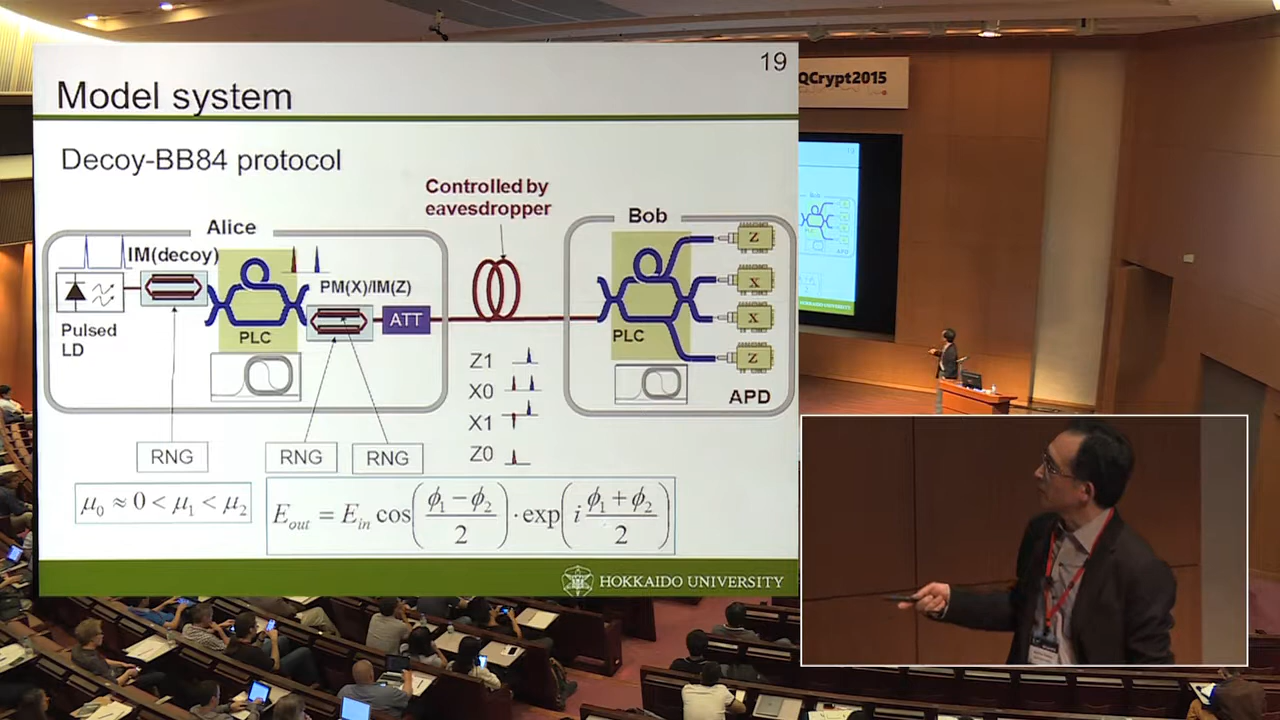 19
Model system
Decoy-BB84 protocol
Controlled by
eavesdropper
Alice
Bob
IM(decoy)
PM(X)/IM(Z)
ATT
Pulsed
LD
PLC
PLC
Z
X
X
Z
APD
Z1
X0
X1
Z0
RNG
RNG
RNG
μ₀ ≈ 0 < μ₁ < μ₂
E_out = E_in cos((ϕ₁ − ϕ₂)/2) · exp(i (ϕ₁ + ϕ₂)/2)
HOKKAIDO UNIVERSITY
QCrypt2015
Bob
PLC